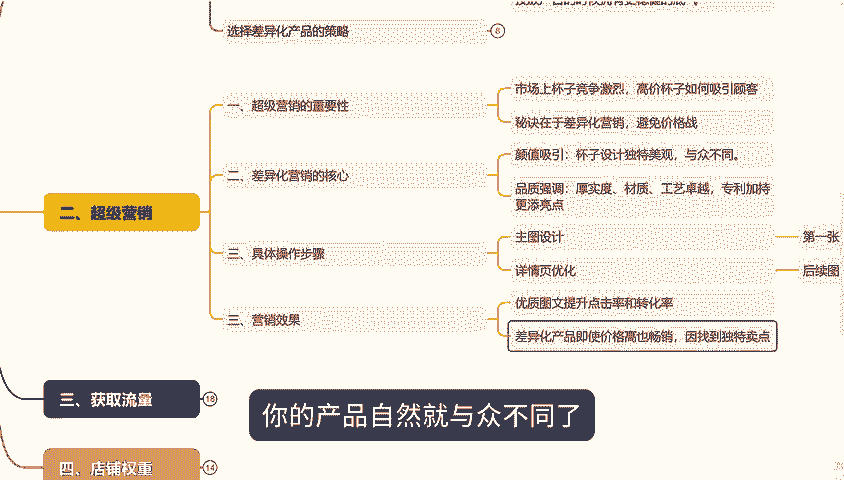 选择差异化产品的策略
8
二、超级营销
一、超级营销的重要性
市场上杯子竞争激烈，高价杯子如何吸引顾客
秘诀在于差异化营销，避免价格战
二、差异化营销的核心
颜值吸引：杯子设计独特美观，与众不同。
品质强调：厚实度、材质、工艺卓越，专利加持
更添亮点
三、具体操作步骤
主图设计
第一张
详情页优化
后续图
三、营销效果
优质图文提升点击率和转化率
差异化产品即使价格高也畅销，因找到独特卖点
三、获取流量
18
你的产品自然就与众不同了
四、店铺权重
14